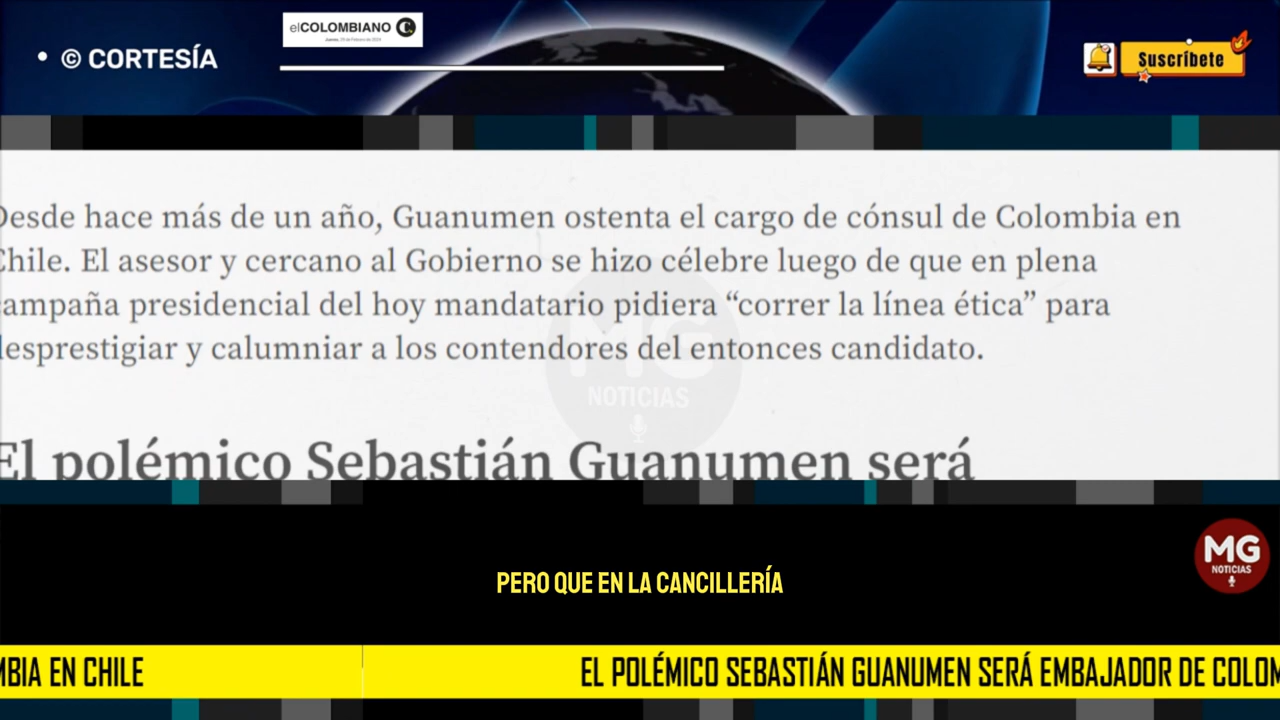 elCOLOMBIANO C
© CORTESÍA
Suscríbete
Desde hace más de un año, Guanumen ostenta el cargo de cónsul de Colombia en
Chile. El asesor y cercano al Gobierno se hizo célebre luego de que en plena
campaña presidencial del hoy mandatario pidiera “correr la línea ética” para
desprestigiar y calumniar a los contendores del entonces candidato.
MG
NOTICIAS
El polémico Sebastián Guanumen será
MG
NOTICIAS
PERO QUE EN LA CANCILLERÍA
MBIA EN CHILE
EL POLÉMICO SEBASTIÁN GUANUMEN SERÁ EMBAJADOR DE COLOM